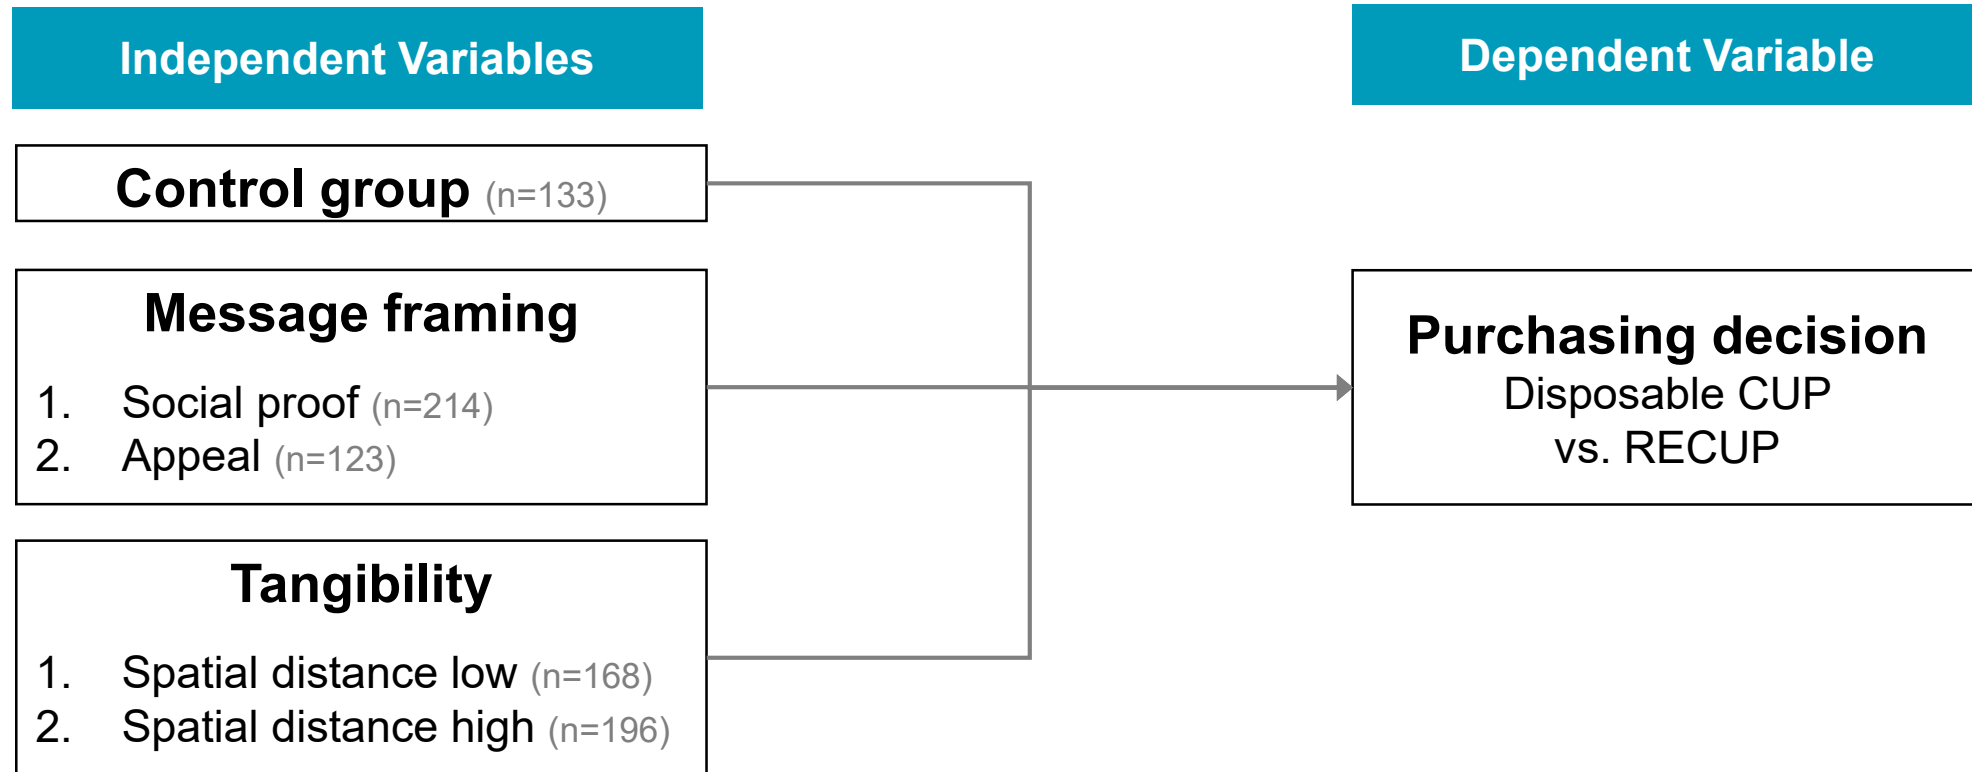 Independent Variables
Dependent Variable
Control group (n=133)
Message framing
1. Social proof (n=214)
2. Appeal (n=123)
Tangibility
1. Spatial distance low (n=168)
2. Spatial distance high (n=196)
Purchasing decision
Disposable CUP
vs. RECUP